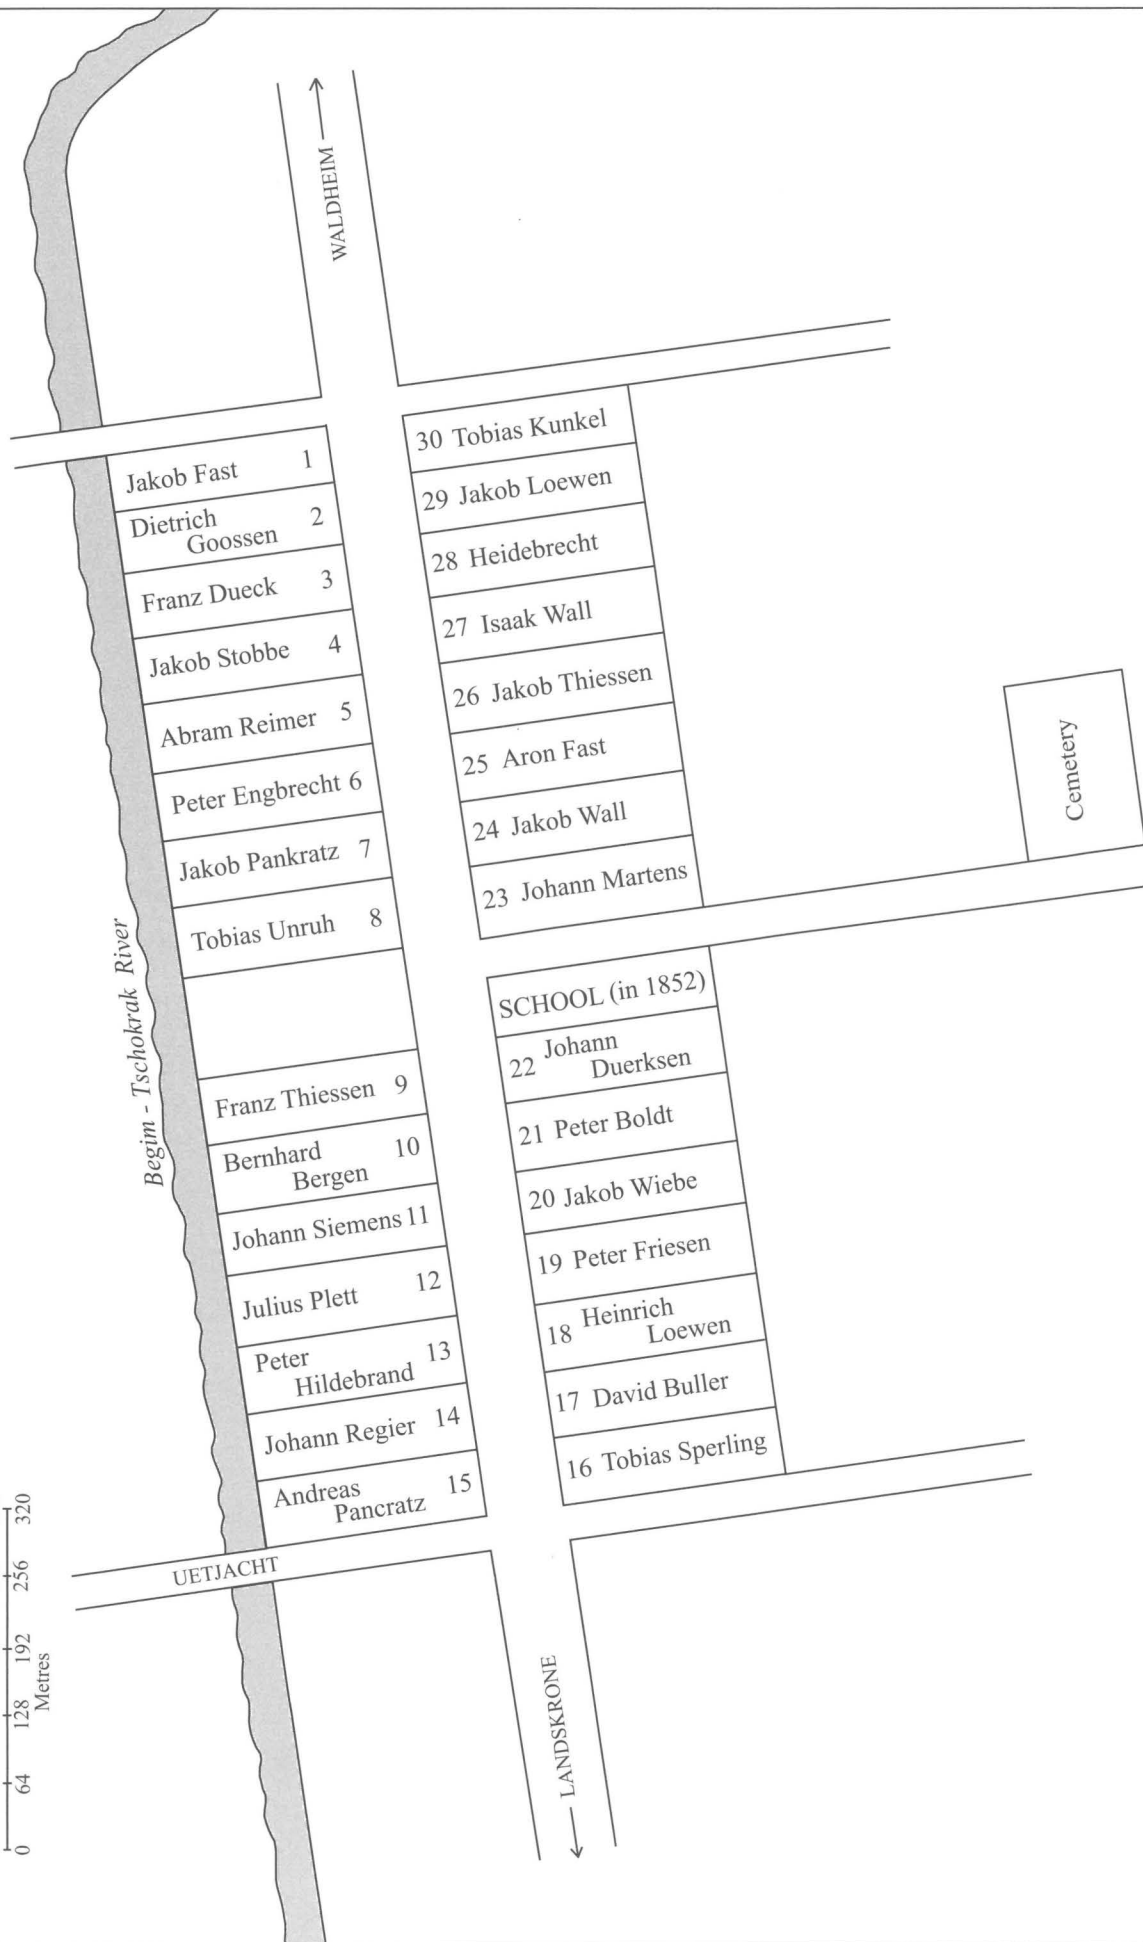 WALDHEIM
Jakob Fast 1
Dietrich
Goossen 2
Franz Dueck 3
Jakob Stobbe 4
Abram Reimer 5
Peter Engbrecht 6
Jakob Pankratz 7
Tobias Unruh 8
Franz Thiessen 9
Bernhard
Bergen 10
Johann Siemens 11
Julius Plett 12
Peter
Hildebrand 13
Johann Regier 14
Andreas
Pancratz 15
30 Tobias Kunkel
29 Jakob Loewen
28 Heidebrecht
27 Isaak Wall
26 Jakob Thiessen
25 Aron Fast
24 Jakob Wall
23 Johann Martens
SCHOOL (in 1852)
22 Johann
Duerksen
21 Peter Boldt
20 Jakob Wiebe
19 Peter Friesen
18 Heinrich
Loewen
17 David Buller
16 Tobias Sperling
Cemetery
Begim - Tschokrak River
UETJACHT
LANDSKRONE
0 64 128 192 256 320
Metres